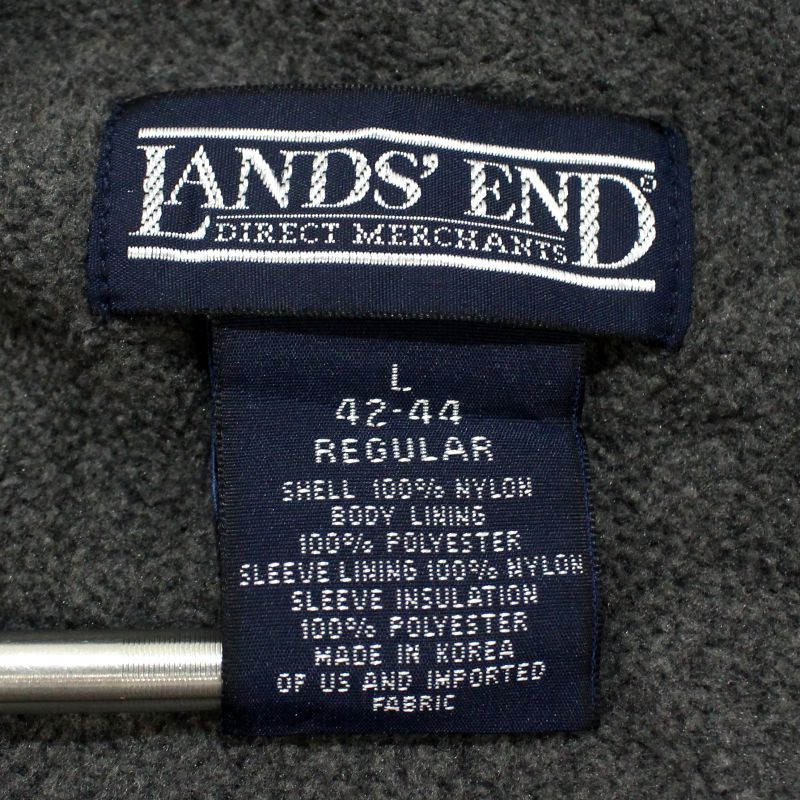 LANDS' END®
DIRECT MERCHANTS
L
42-44
REGULAR
SHELL 100% NYLON
BODY LINING
100% POLYESTER
SLEEVE LINING 100% NYLON
SLEEVE INSULATION
100% POLYESTER
MADE IN KOREA
OF US AND IMPORTED
FABRIC